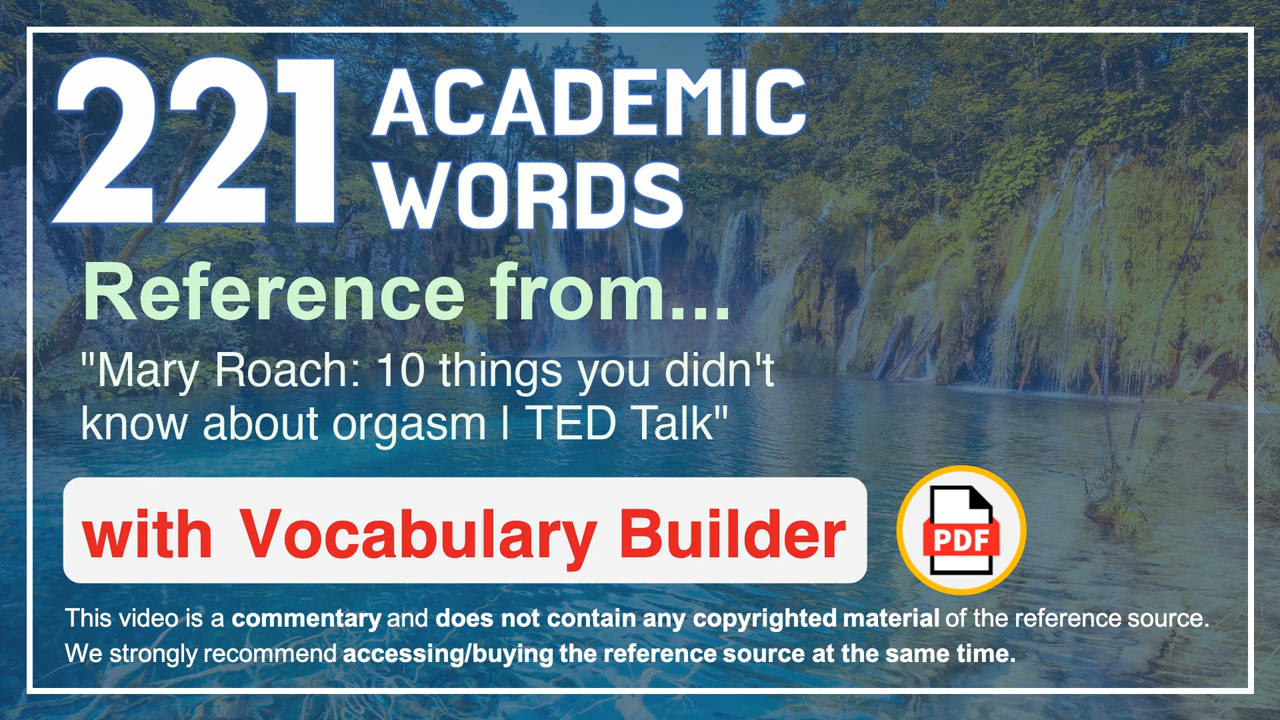 221 ACADEMIC
WORDS
Reference from...
"Mary Roach: 10 things you didn't
know about orgasm | TED Talk"
with Vocabulary Builder
PDF
This video is a commentary and does not contain any copyrighted material of the reference source.
We strongly recommend accessing/buying the reference source at the same time.